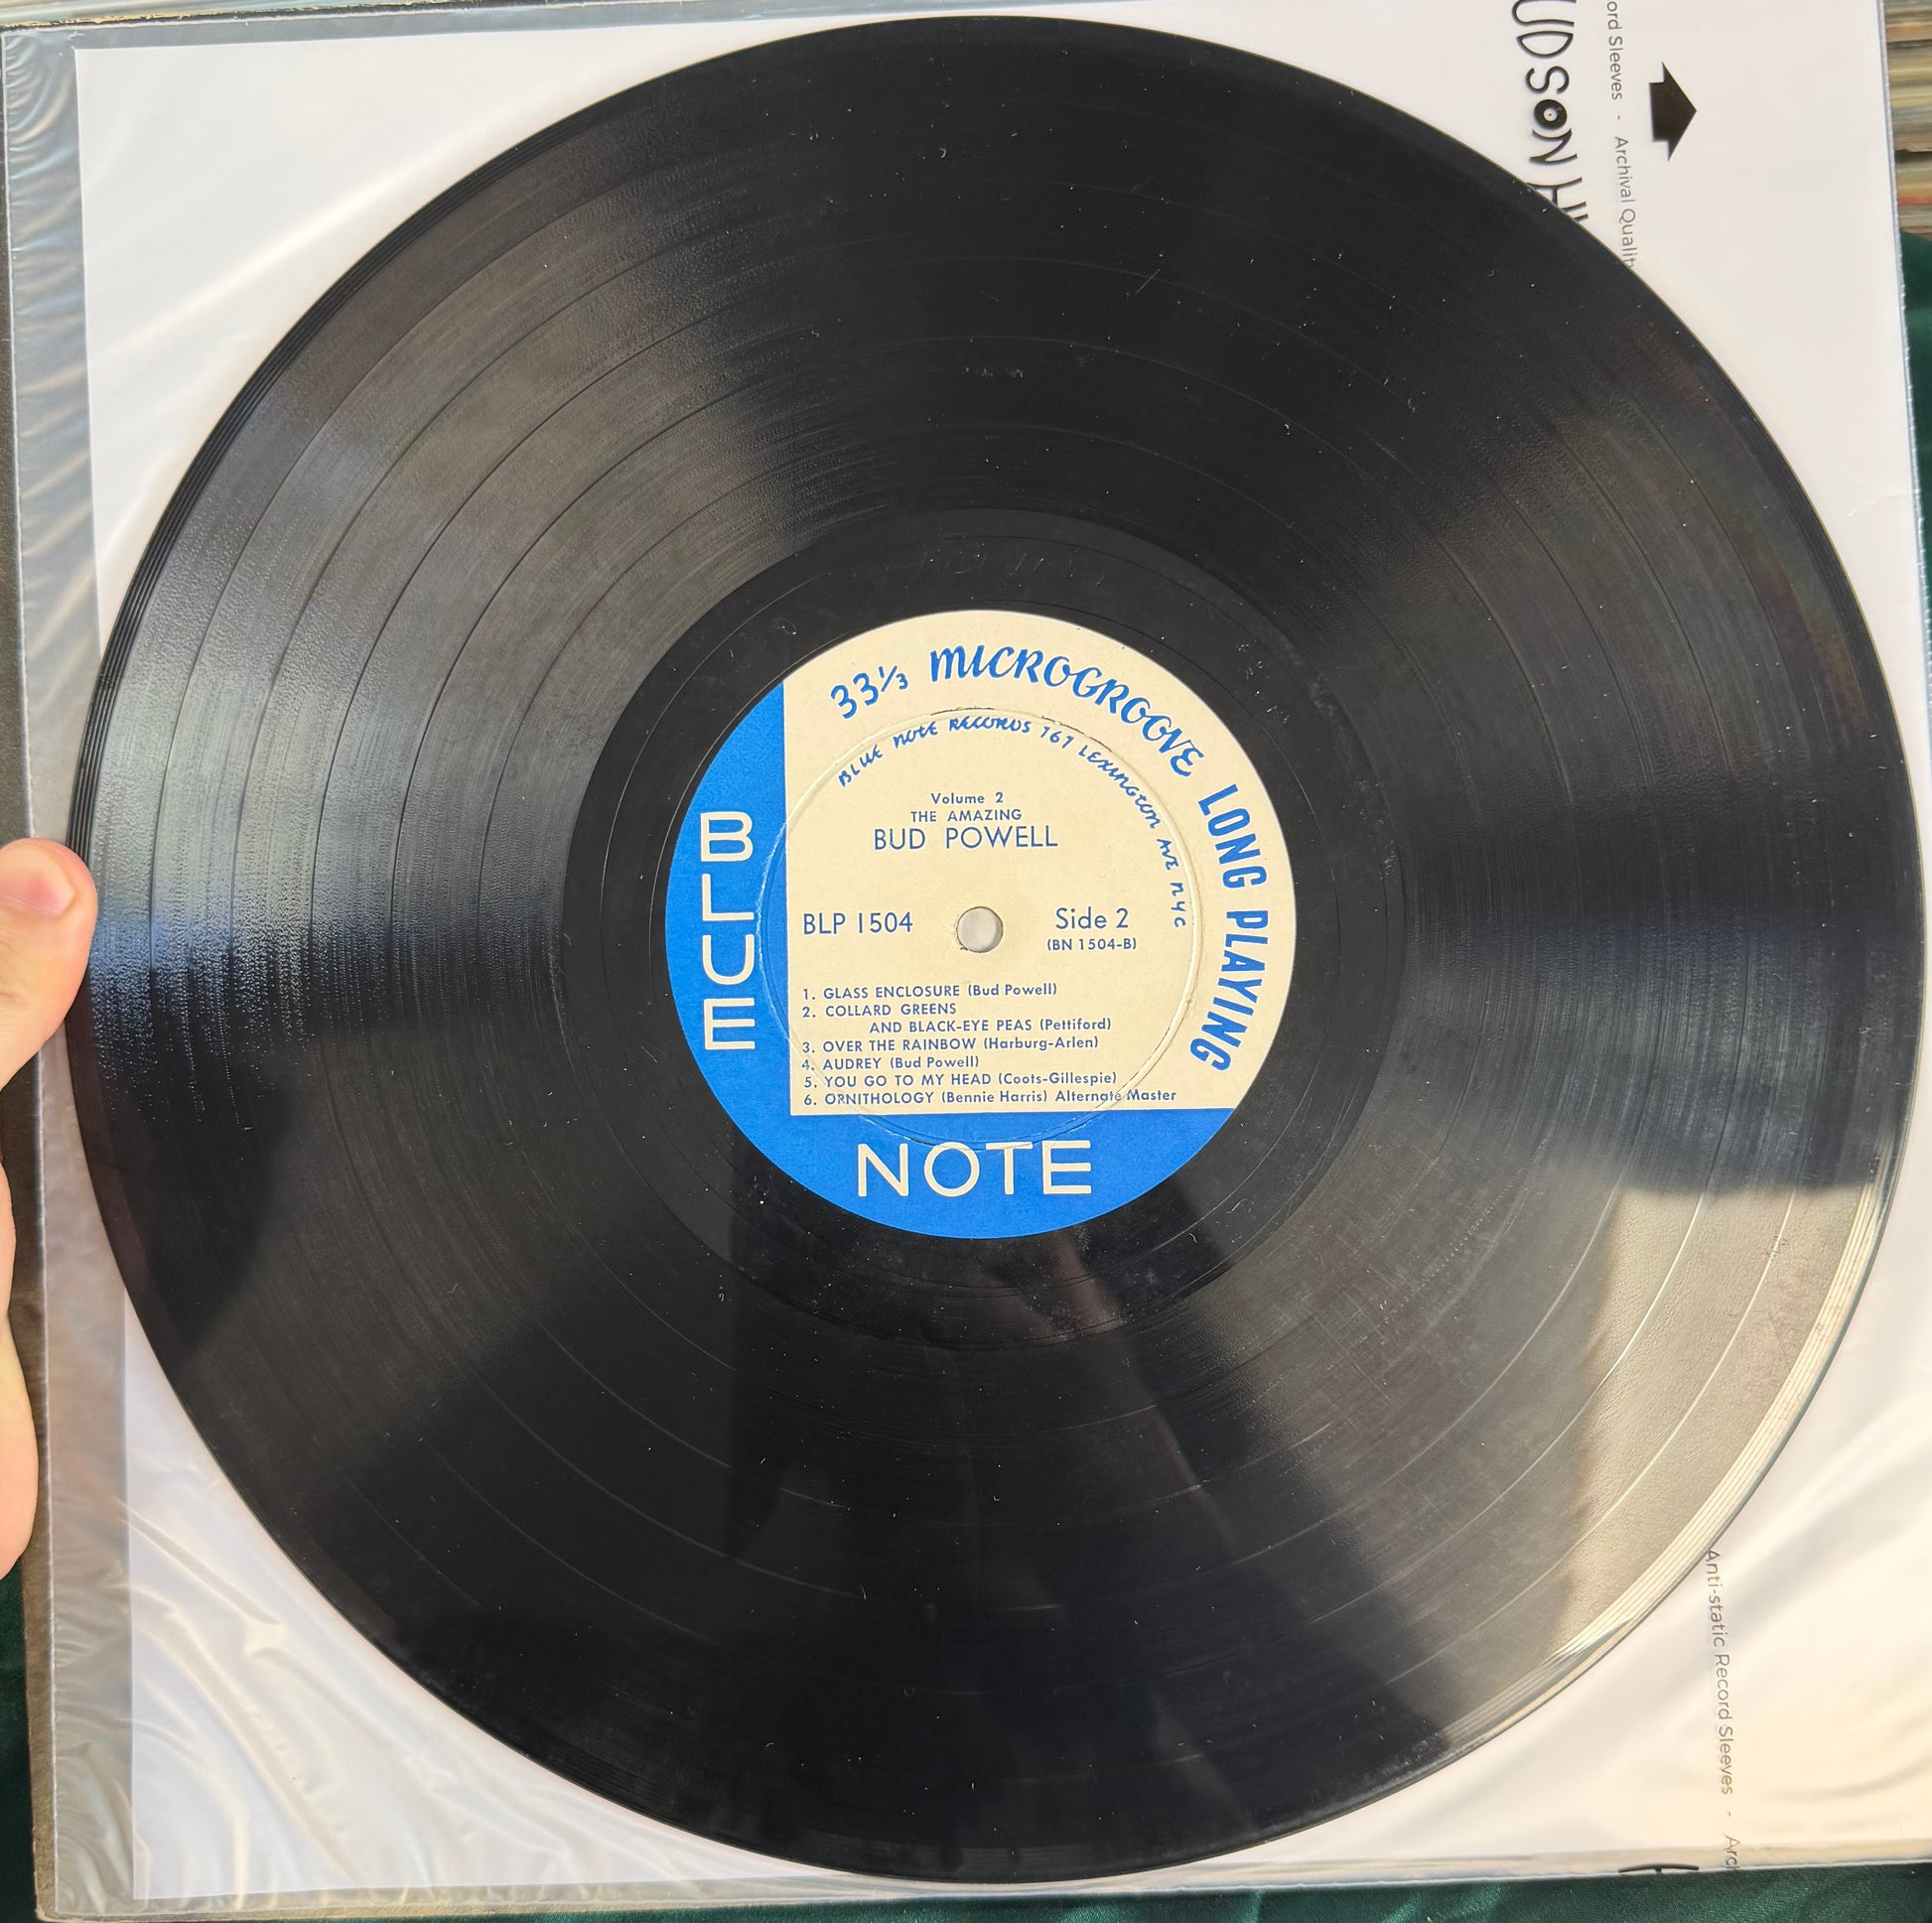 33⅓ MICROGROOVE LONG PLAYING
BLUE NOTE RECORDS 767 LEXINGTON AVE NYC
Volume 2
THE AMAZING
BUD POWELL
BLP 1504
Side 2
(BN 1504-B)
1. GLASS ENCLOSURE (Bud Powell)
2. COLLARD GREENS
AND BLACK-EYE PEAS (Pettiford)
3. OVER THE RAINBOW (Harburg-Arlen)
4. AUDREY (Bud Powell)
5. YOU GO TO MY HEAD (Coots-Gillespie)
6. ORNITHOLOGY (Bennie Harris) Alternate Master
BLUE
NOTE
UDSON HI
ord Sleeves - Archival Qualit
Anti-static Record Sleeves - Arc